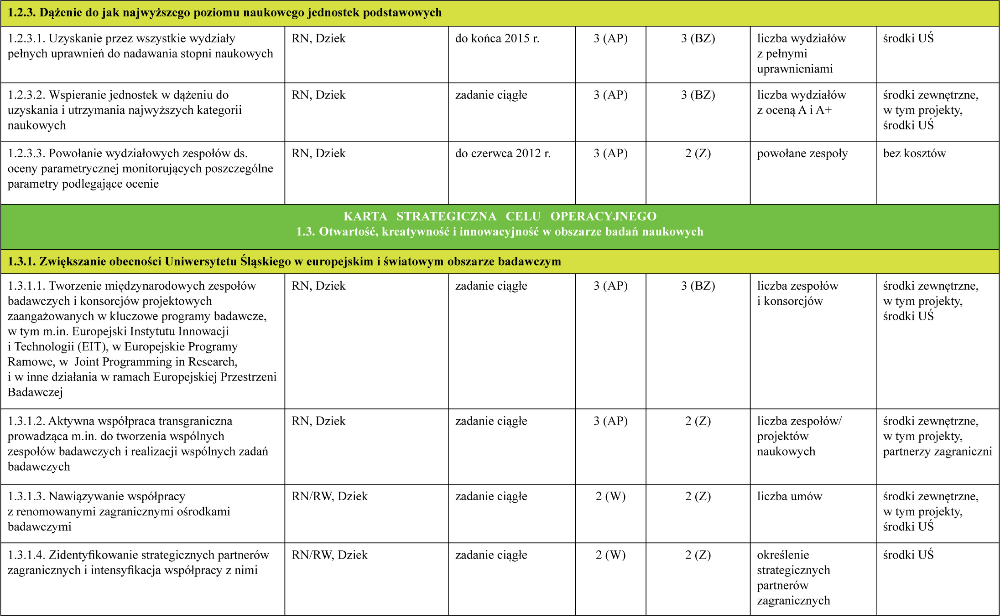 1.2.3. Dążenie do jak najwyższego poziomu naukowego jednostek podstawowych
1.2.3.1. Uzyskanie przez wszystkie wydziały
pełnych uprawnień do nadawania stopni naukowych
RN, Dziek
do końca 2015 r.
3 (AP)
3 (BZ)
liczba wydziałów
z pełnymi
uprawnieniami
środki UŚ
1.2.3.2. Wspieranie jednostek w dążeniu do
uzyskania i utrzymania najwyższych kategorii
naukowych
RN, Dziek
zadanie ciągłe
3 (AP)
3 (BZ)
liczba wydziałów
z oceną A i A+
środki zewnętrzne,
w tym projekty,
środki UŚ
1.2.3.3. Powołanie wydziałowych zespołów ds.
oceny parametrycznej monitorujących poszczególne
parametry podlegające ocenie
RN, Dziek
do czerwca 2012 r.
3 (AP)
2 (Z)
powołane zespoły
bez kosztów
KARTA STRATEGICZNA CELU OPERACYJNEGO
1.3. Otwartość, kreatywność i innowacyjność w obszarze badań naukowych
1.3.1. Zwiększanie obecności Uniwersytetu Śląskiego w europejskim i światowym obszarze badawczym
1.3.1.1. Tworzenie międzynarodowych zespołów
badawczych i konsorcjów projektowych
zaangażowanych w kluczowe programy badawcze,
w tym m.in. Europejski Instytutu Innowacji
i Technologii (EIT), w Europejskie Programy
Ramowe, w Joint Programming in Research,
i w inne działania w ramach Europejskiej Przestrzeni
Badawczej
RN, Dziek
zadanie ciągłe
3 (AP)
3 (BZ)
liczba zespołów
i konsorcjów
środki zewnętrzne,
w tym projekty,
środki UŚ
1.3.1.2. Aktywna współpraca transgraniczna
prowadząca m.in. do tworzenia wspólnych
zespołów badawczych i realizacji wspólnych zadań
badawczych
RN, Dziek
zadanie ciągłe
3 (AP)
2 (Z)
liczba zespołów/
projektów
naukowych
środki zewnętrzne,
w tym projekty,
partnerzy zagraniczni
1.3.1.3. Nawiązywanie współpracy
z renomowanymi zagranicznymi ośrodkami
badawczymi
RN/RW, Dziek
zadanie ciągłe
2 (W)
2 (Z)
liczba umów
środki zewnętrzne,
w tym projekty,
środki UŚ
1.3.1.4. Zidentyfikowanie strategicznych partnerów
zagranicznych i intensyfikacja współpracy z nimi
RN/RW, Dziek
zadanie ciągłe
2 (W)
2 (Z)
określenie
strategicznych
partnerów
zagranicznych
środki UŚ